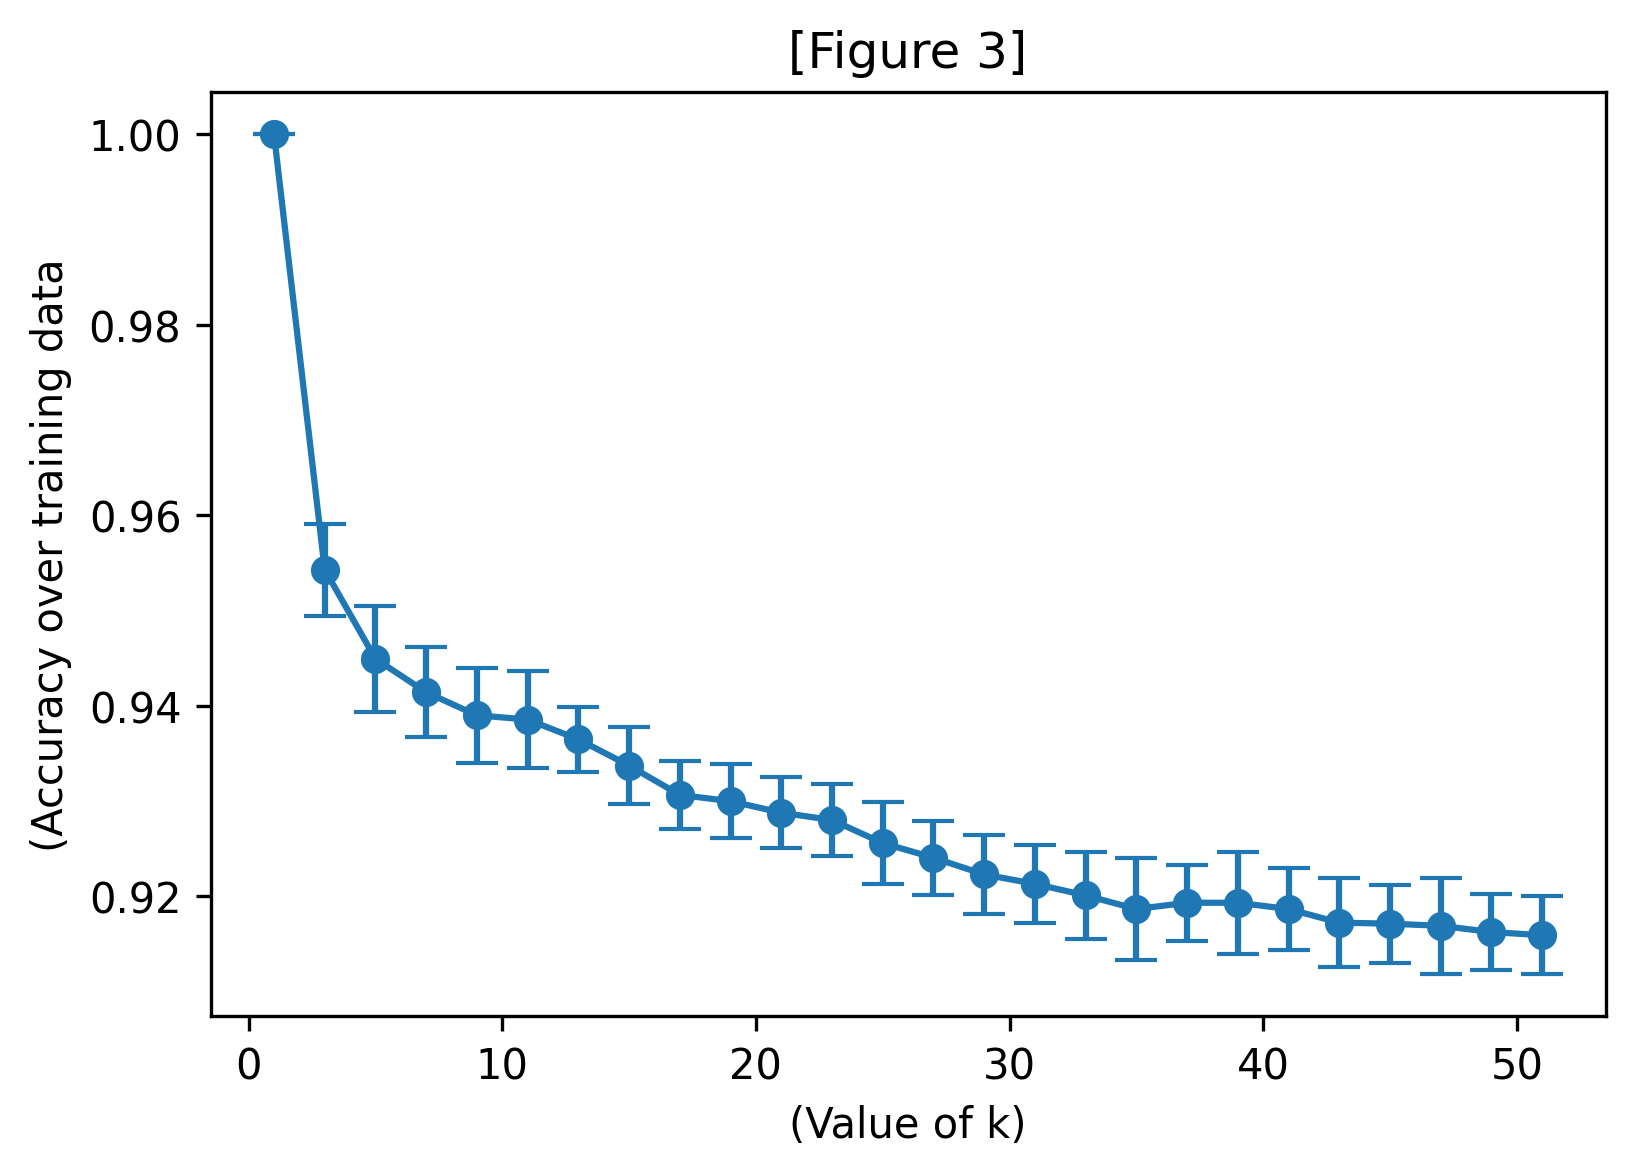 [Figure 3]
1.00
0.98
0.96
0.94
0.92
(Accuracy over training data
0 10 20 30 40 50
(Value of k)